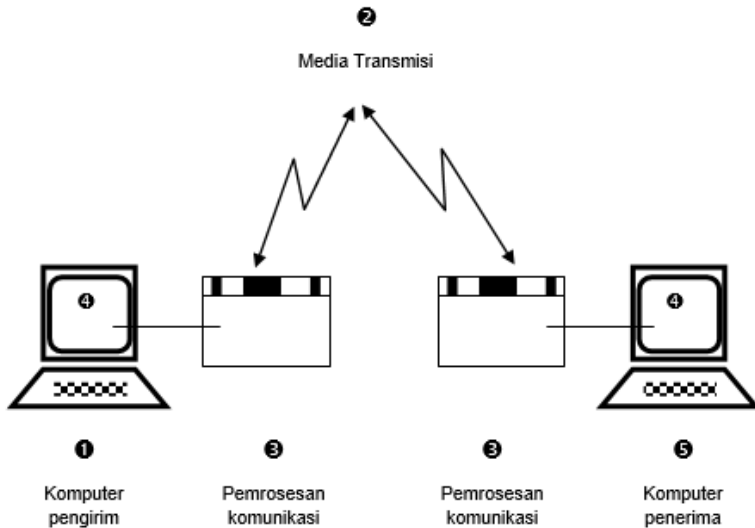 ❷
Media Transmisi
❹ ❹
❶ ❸ ❸ ❺
Komputer pengirim
Pemrosesan komunikasi
Pemrosesan komunikasi
Komputer penerima